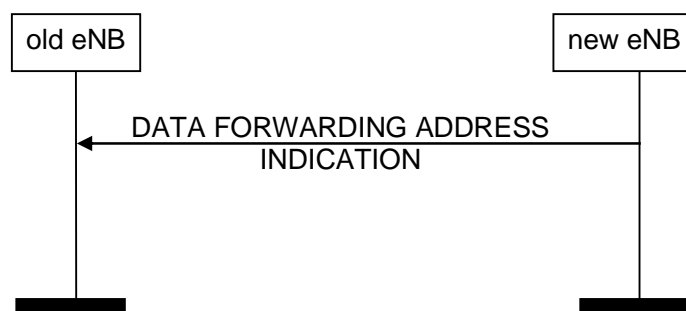 old eNB
new eNB
DATA FORWARDING ADDRESS
INDICATION